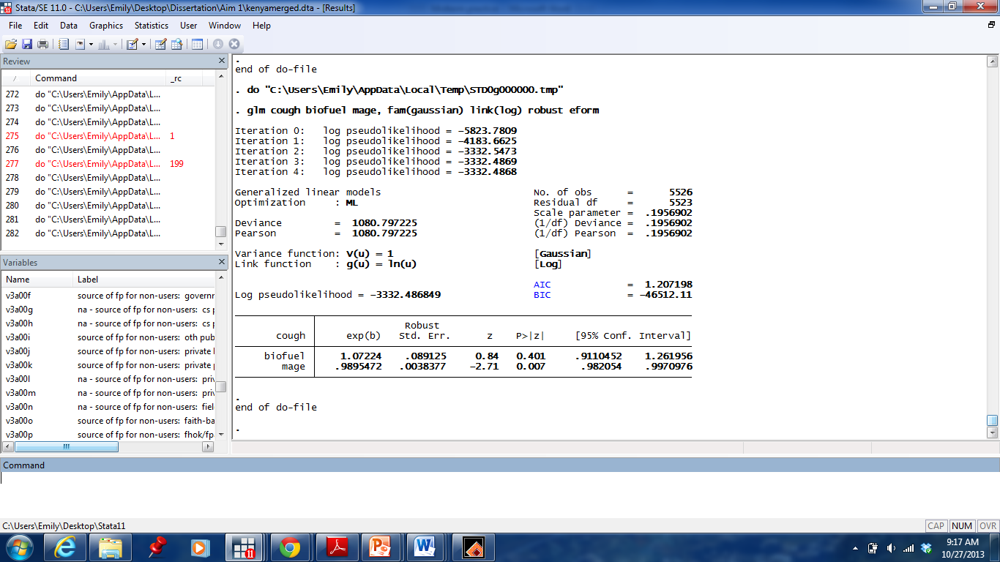 Stata/SE 11.0 - C:\Users\Emily\Desktop\Dissertation\Aim 1\kenyamerged.dta - [Results]
File Edit Data Graphics Statistics User Window Help
Review
Command _rc
272 do "C:\Users\Emily\AppData\L...
273 do "C:\Users\Emily\AppData\L...
274 do "C:\Users\Emily\AppData\L...
275 do "C:\Users\Emily\AppData\L... 1
276 do "C:\Users\Emily\AppData\L...
277 do "C:\Users\Emily\AppData\L... 199
278 do "C:\Users\Emily\AppData\L...
279 do "C:\Users\Emily\AppData\L...
280 do "C:\Users\Emily\AppData\L...
281 do "C:\Users\Emily\AppData\L...
282 do "C:\Users\Emily\AppData\L...
Variables
Name Label
v3a00f source of fp for non-users: governr
v3a00g na - source of fp for non-users: cs p
v3a00h na - source of fp for non-users: cs p
v3a00i source of fp for non-users: oth pub
v3a00j source of fp for non-users: private l
v3a00k source of fp for non-users: private p
v3a00l na - source of fp for non-users: priv
v3a00m na - source of fp for non-users: priv
v3a00n na - source of fp for non-users: fiel
v3a00o source of fp for non-users: faith-ba
v3a00p source of fp for non-users: fhok/fp
.
end of do-file
. do "C:\Users\Emily\AppData\Local\Temp\STD0g000000.tmp"
. glm cough biofuel mage, fam(gaussian) link(log) robust eform
Iteration 0: log pseudolikelihood = -5823.7809
Iteration 1: log pseudolikelihood = -4183.6625
Iteration 2: log pseudolikelihood = -3332.5473
Iteration 3: log pseudolikelihood = -3332.4869
Iteration 4: log pseudolikelihood = -3332.4868
Generalized linear models No. of obs = 5526
Optimization : ML Residual df = 5523
Scale parameter = .1956902
Deviance = 1080.797225 (1/df) Deviance = .1956902
Pearson = 1080.797225 (1/df) Pearson = .1956902
Variance function: V(u) = 1 [Gaussian]
Link function : g(u) = ln(u) [Log]
AIC = 1.207198
Log pseudolikelihood = -3332.486849 BIC = -46512.11
Robust
cough exp(b) Std. Err. z P>|z| [95% Conf. Interval]
biofuel 1.07224 .089125 0.84 0.401 .9110452 1.261956
mage .9895472 .0038377 -2.71 0.007 .982054 .9970976
.
end of do-file
.
Command
C:\Users\Emily\Desktop\Stata11 CAP NUM OVR
11
9:17 AM
10/27/2013